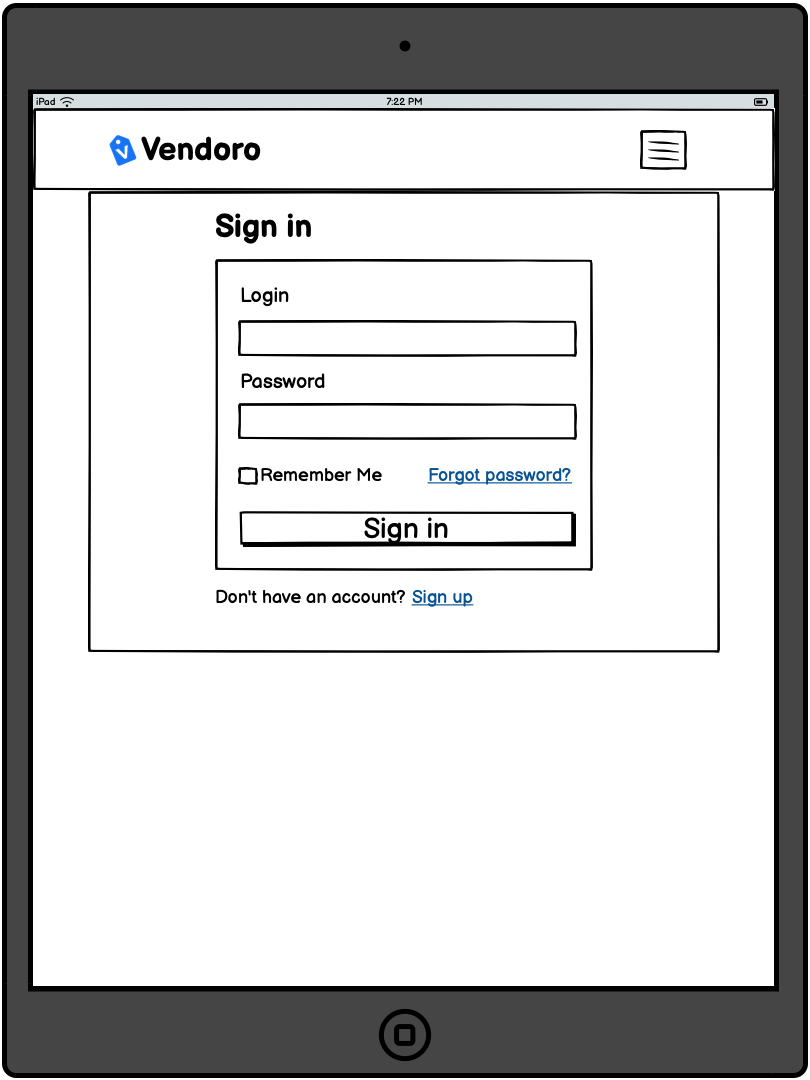 iPad
7:22 PM
Vendoro
Sign in
Login
Password
Remember Me
Forgot password?
Sign in
Don't have an account? Sign up